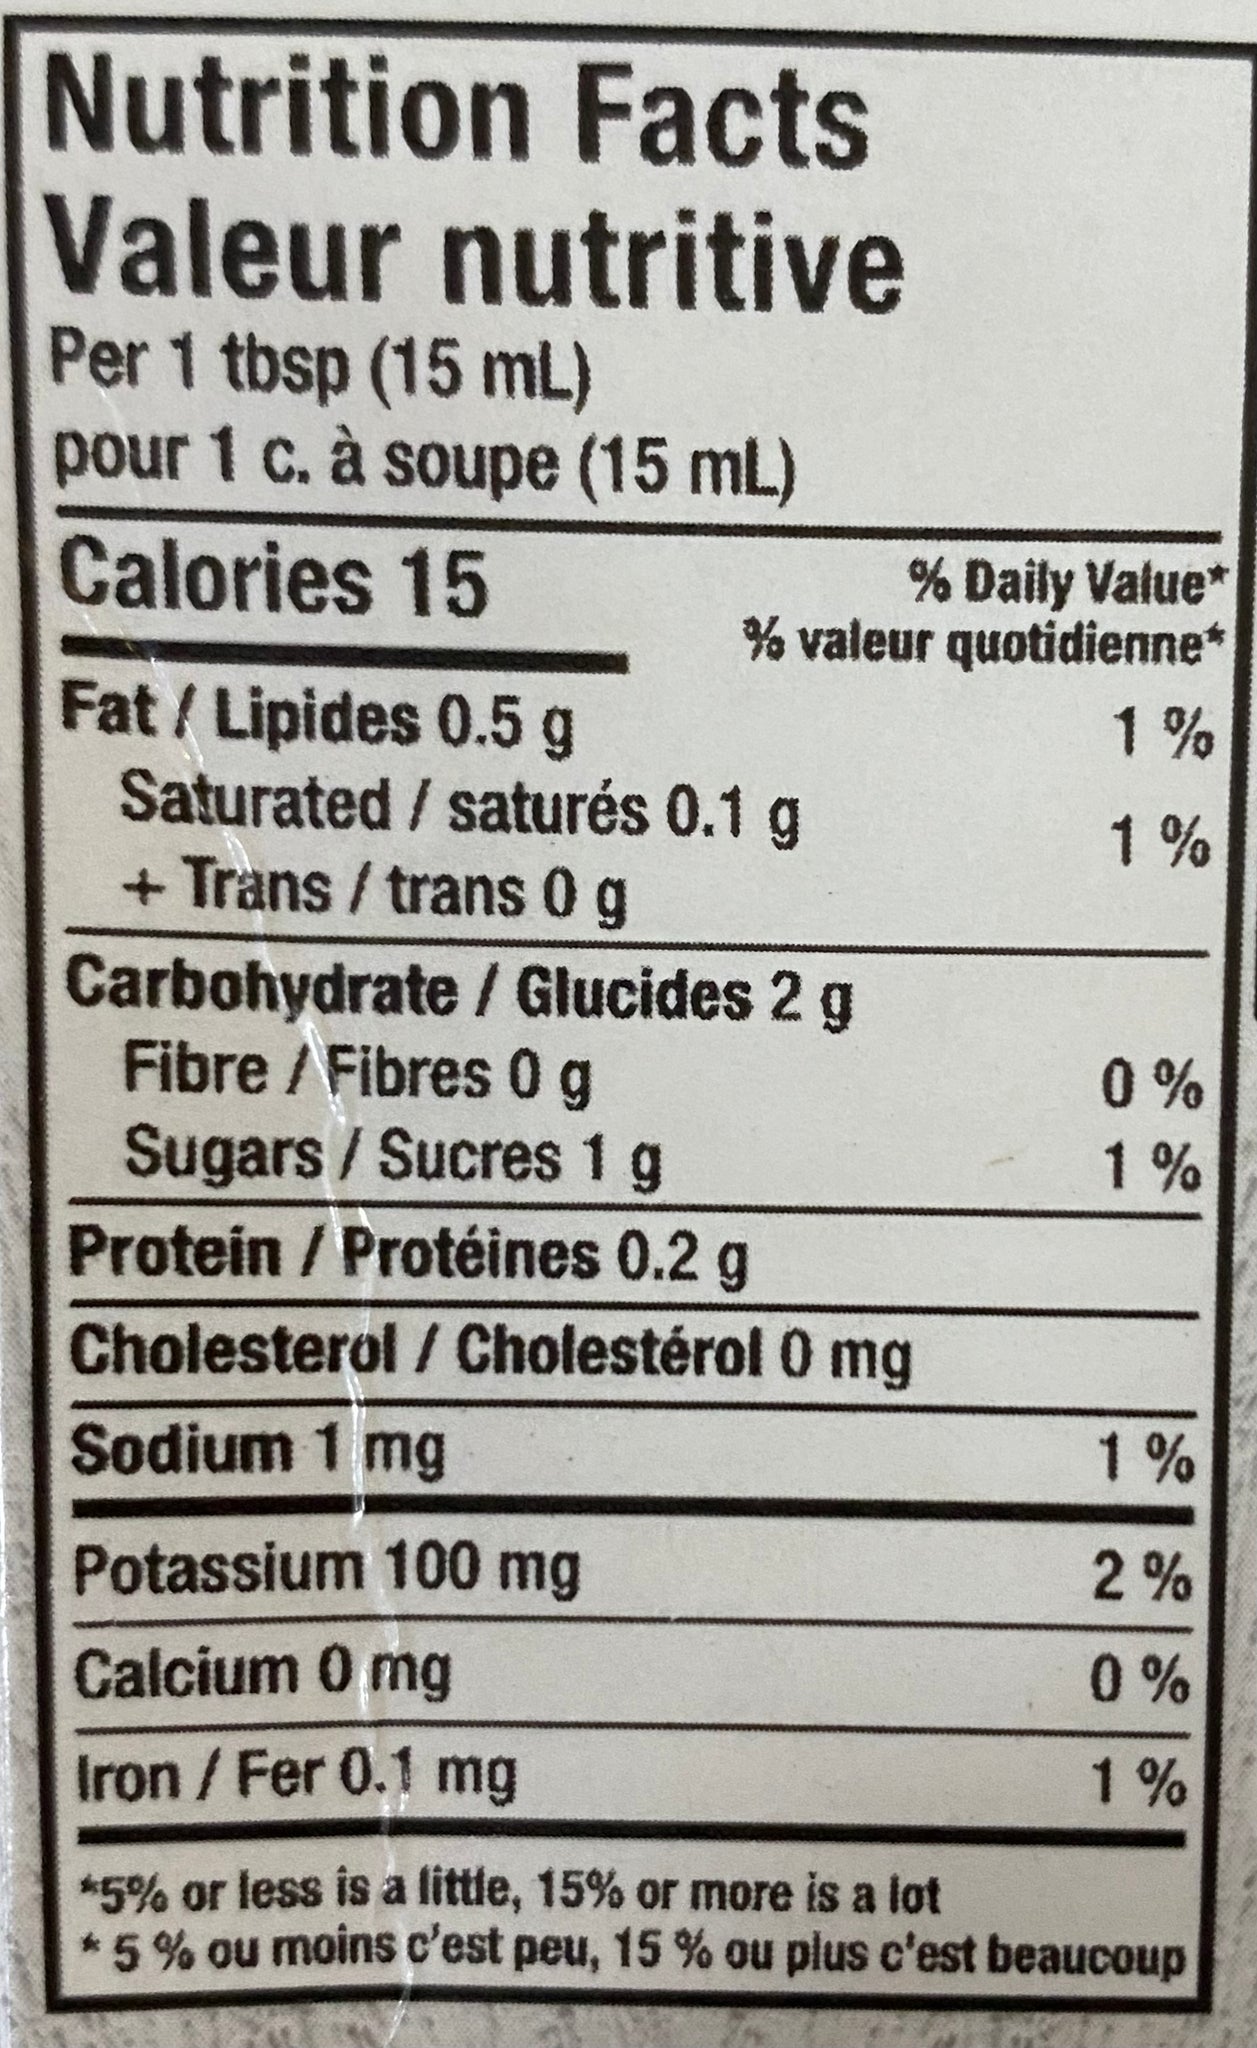 Nutrition Facts
Valeur nutritive
Per 1 tbsp (15 mL)
pour 1 c. à soupe (15 mL)
Calories 15
% Daily Value*
% valeur quotidienne*
Fat / Lipides 0.5 g 1 %
Saturated / saturés 0.1 g 1 %
+ Trans / trans 0 g
Carbohydrate / Glucides 2 g
Fibre / Fibres 0 g 0 %
Sugars / Sucres 1 g 1 %
Protein / Protéines 0.2 g
Cholesterol / Cholestérol 0 mg
Sodium 1 mg 1 %
Potassium 100 mg 2 %
Calcium 0 mg 0 %
Iron / Fer 0.1 mg 1 %
*5% or less is a little, 15% or more is a lot
* 5 % ou moins c'est peu, 15 % ou plus c'est beaucoup